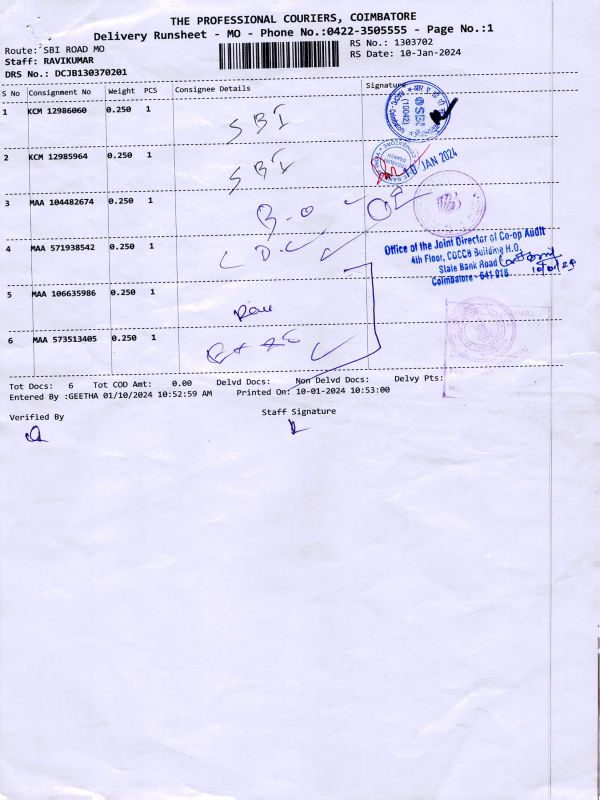 THE PROFESSIONAL COURIERS, COIMBATORE
Delivery Runsheet - MO - Phone No.:0422-3505555 - Page No.:1
Route: SBI ROAD MO
RS No.: 1303702
Staff: RAVIKUMAR
RS Date: 10-Jan-2024
DRS No.: DCJB130370201
S No Consignment No Weight PCS Consignee Details Signature
1 KCM 12986060 0.250 1
SBI
SBI
2 KCM 12985964 0.250 1
SBI
10 JAN 2024
3 MAA 104482674 0.250 1
4 MAA 571938542 0.250 1
Office of the Joint Director of Co-op Audit
4th Floor, CDCCB Building H.O.
State Bank Road
Coimbatore - 641 018.
5 MAA 106635986 0.250 1
6 MAA 573513405 0.250 1
Tot Docs: 6 Tot COD Amt: 0.00 Delvd Docs: Non Delvd Docs: Delvy Pts:
Entered By :GEETHA 01/10/2024 10:52:59 AM Printed On: 10-01-2024 10:53:00
Verified By Staff Signature